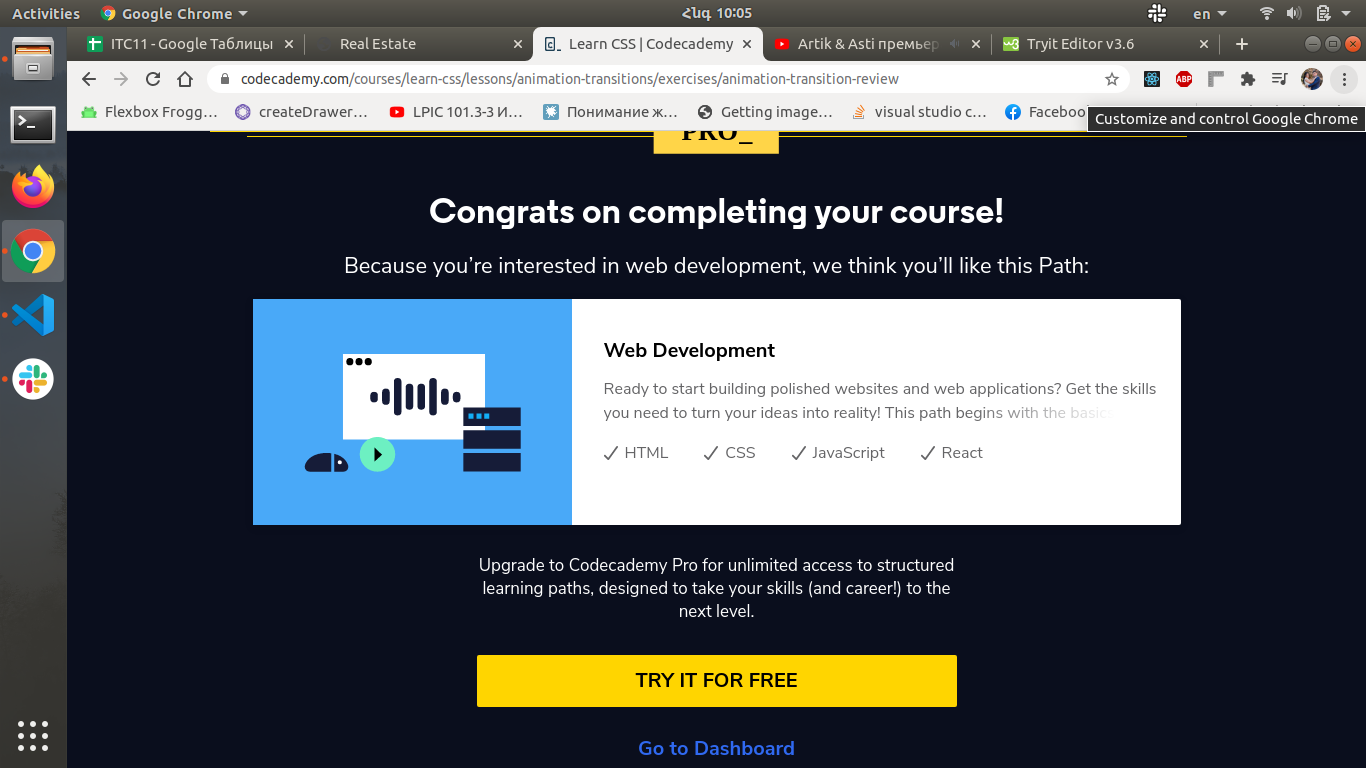 Activities
Google Chrome
Հնգ 10:05
en
ITC11 - Google Таблицы
Real Estate
Learn CSS | Codecademy
Artik & Asti премьер
Tryit Editor v3.6
codecademy.com/courses/learn-css/lessons/animation-transitions/exercises/animation-transition-review
ABP
Flexbox Frogg…
createDrawer…
LPIC 101.3-3 И…
Понимание ж…
Getting image…
visual studio c…
Faceboo
Customize and control Google Chrome
PRO_
Congrats on completing your course!
Because you’re interested in web development, we think you’ll like this Path:
Web Development
Ready to start building polished websites and web applications? Get the skills
you need to turn your ideas into reality! This path begins with the basic
HTML
CSS
JavaScript
React
Upgrade to Codecademy Pro for unlimited access to structured
learning paths, designed to take your skills (and career!) to the
next level.
TRY IT FOR FREE
Go to Dashboard